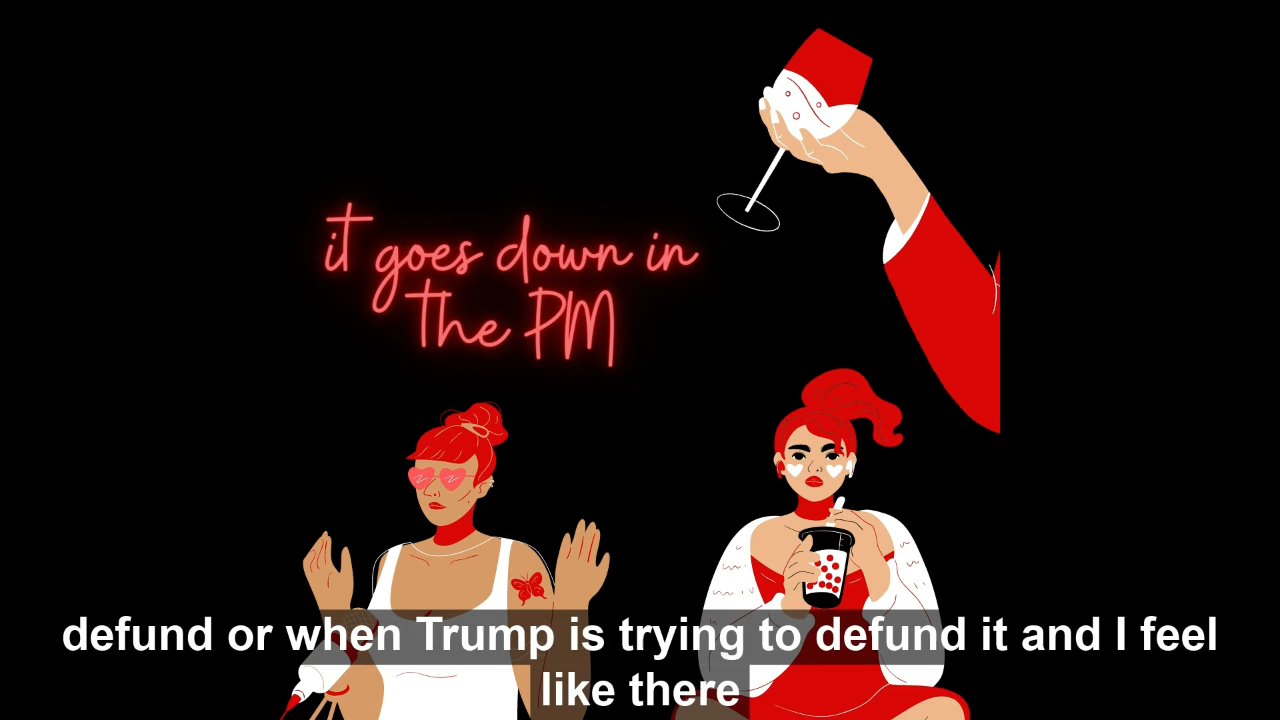 it goes down in
the PM
defund or when Trump is trying to defund it and I feel
like there